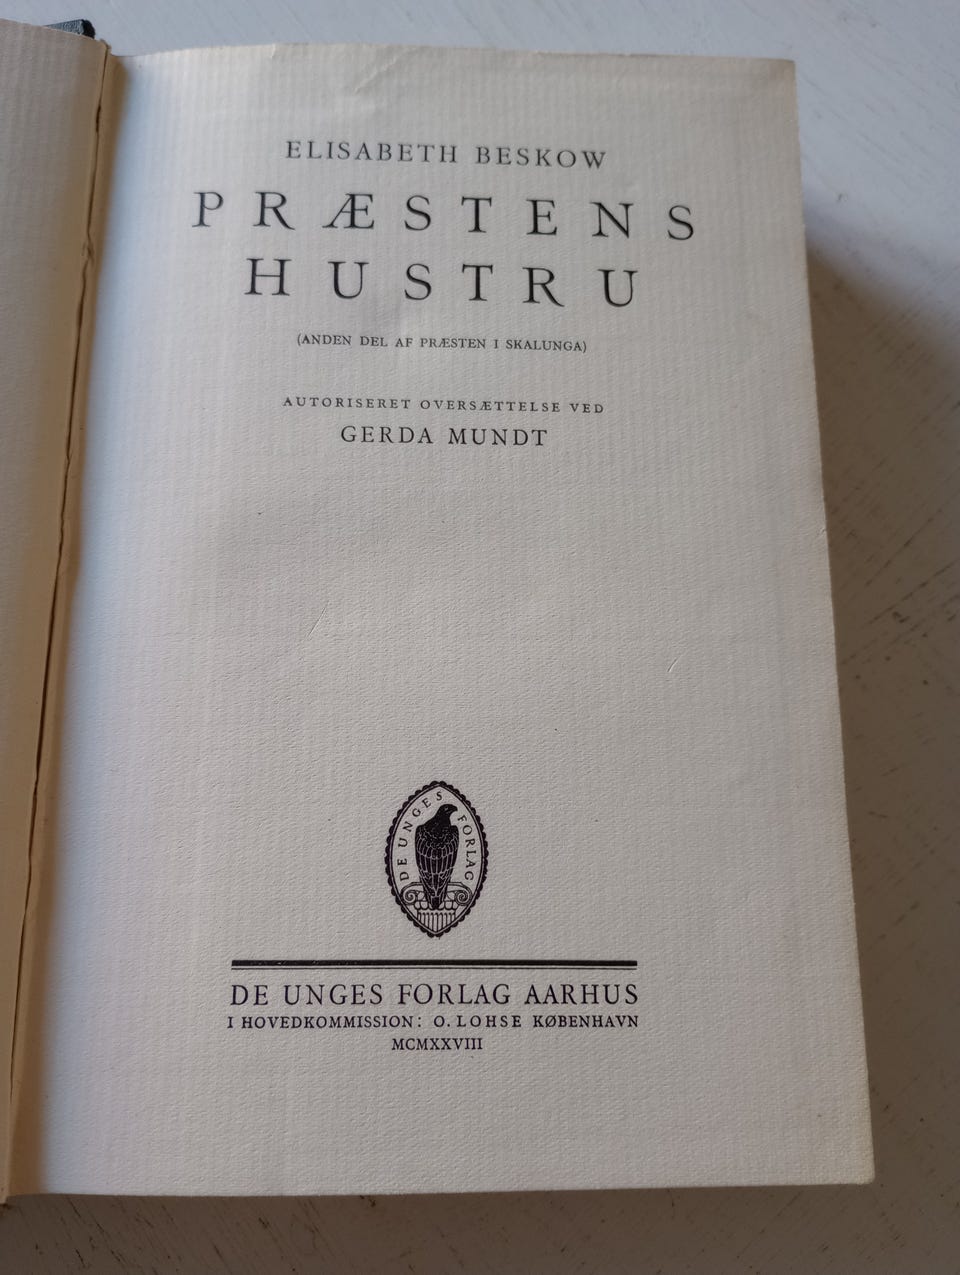 ELISABETH BESKOW
PRÆSTENS
HUSTRU
(ANDEN DEL AF PRÆSTEN I SKALUNGA)
AUTORISERET OVERSÆTTELSE VED
GERDA MUNDT
DE UNGES FORLAG
DE UNGES FORLAG AARHUS
I HOVEDKOMMISSION: O. LOHSE KØBENHAVN
MCMXXVIII